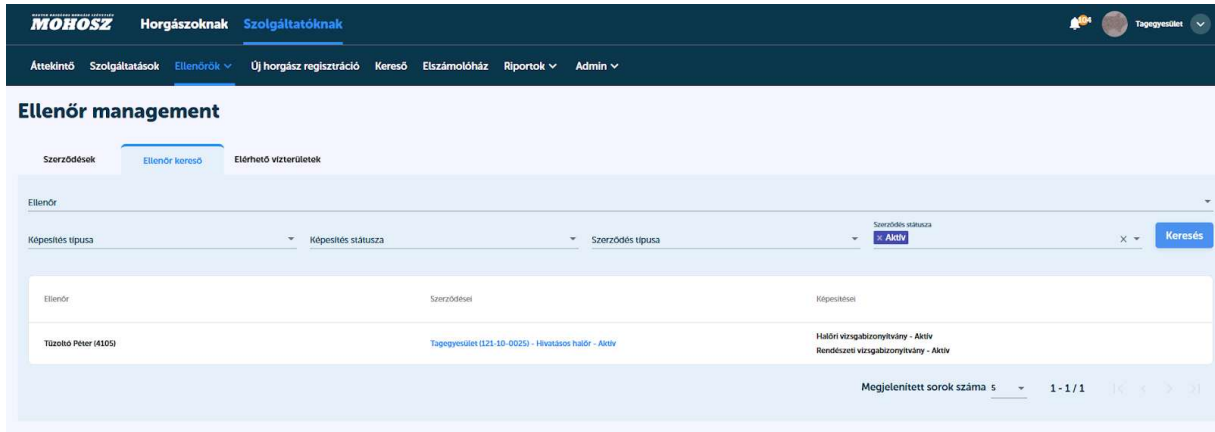 MOHOSZ Horgászoknak Szolgáltatóknak 104 Tagegyesület
Áttekintő Szolgáltatások Ellenőrök Új horgász regisztráció Kereső Elszámolóház Riportok Admin
Ellenőr management
Szerződések Ellenőr kereső Elérhető vízterületek
Ellenőr
Szerződés státusza
Képesítés típusa Képesítés státusza Szerződés típusa × Aktív × Keresés
Ellenőr Szerződései Képesítései
Halőri vizsgabizonyítvány - Aktív
Tűzoltó Péter (4105) Tagegyesület (121-10-0025) - Hivatásos halőr - Aktív
Rendészeti vizsgabizonyítvány - Aktív
Megjelenített sorok száma 5 1 - 1 / 1